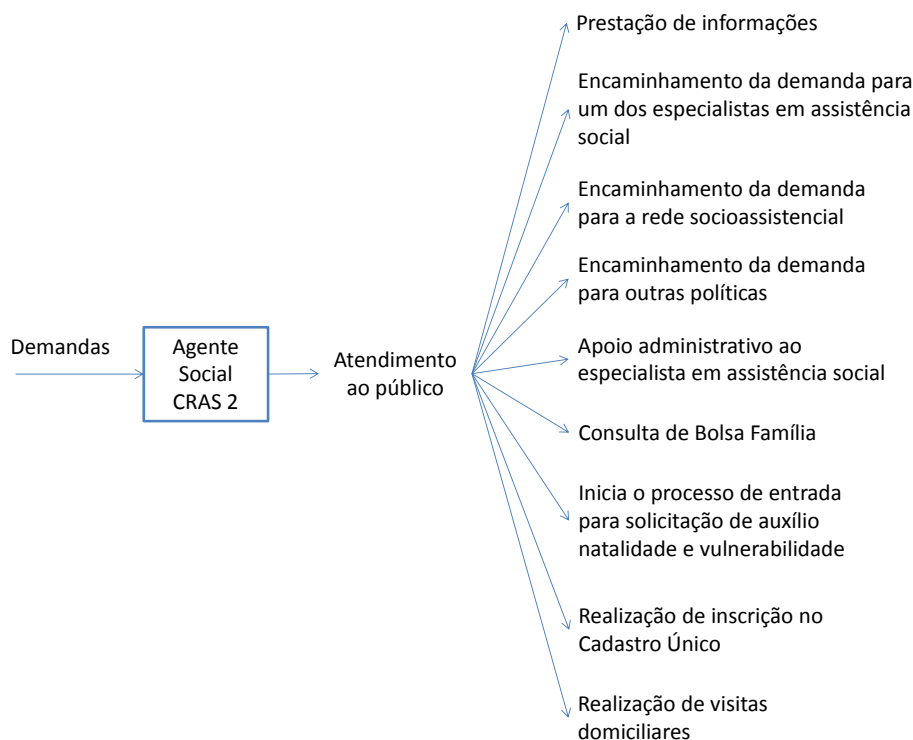 Prestação de informações
Encaminhamento da demanda para
um dos especialistas em assistência
social
Encaminhamento da demanda
para a rede socioassistencial
Encaminhamento da demanda
para outras políticas
Demandas
Agente
Social
CRAS 2
Atendimento
ao público
Apoio administrativo ao
especialista em assistência social
Consulta de Bolsa Família
Inicia o processo de entrada
para solicitação de auxílio
natalidade e vulnerabilidade
Realização de inscrição no
Cadastro Único
Realização de visitas
domiciliares